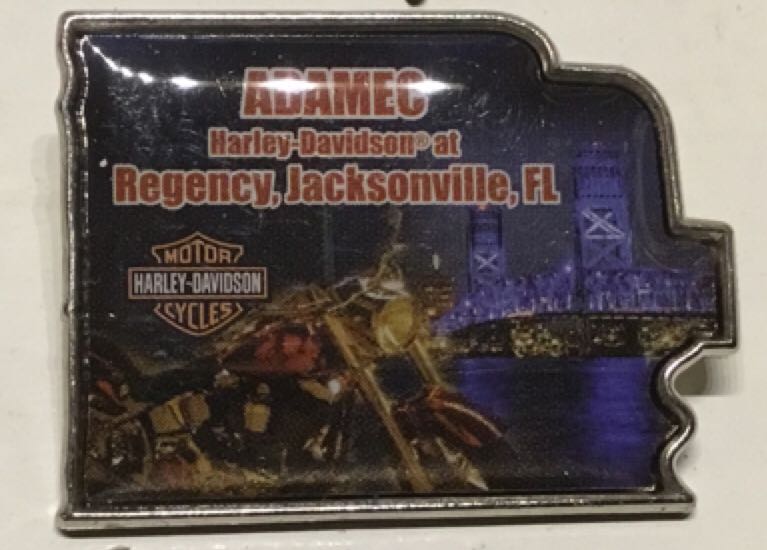 ADAMEC
Harley-Davidson® at
Regency, Jacksonville, FL
MOTOR
HARLEY-DAVIDSON
CYCLES